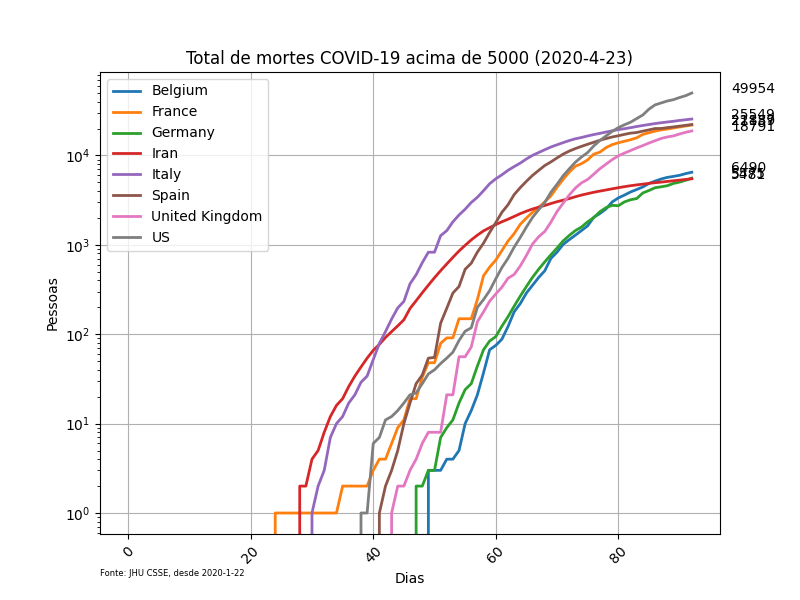 Total de mortes COVID-19 acima de 5000 (2020-4-23)
Belgium
France
Germany
Iran
Italy
Spain
United Kingdom
US
49954
25549
18791
6490
10⁴
10³
10²
10¹
10⁰
Pessoas
0
20
40
60
80
Dias
Fonte: JHU CSSE, desde 2020-1-22